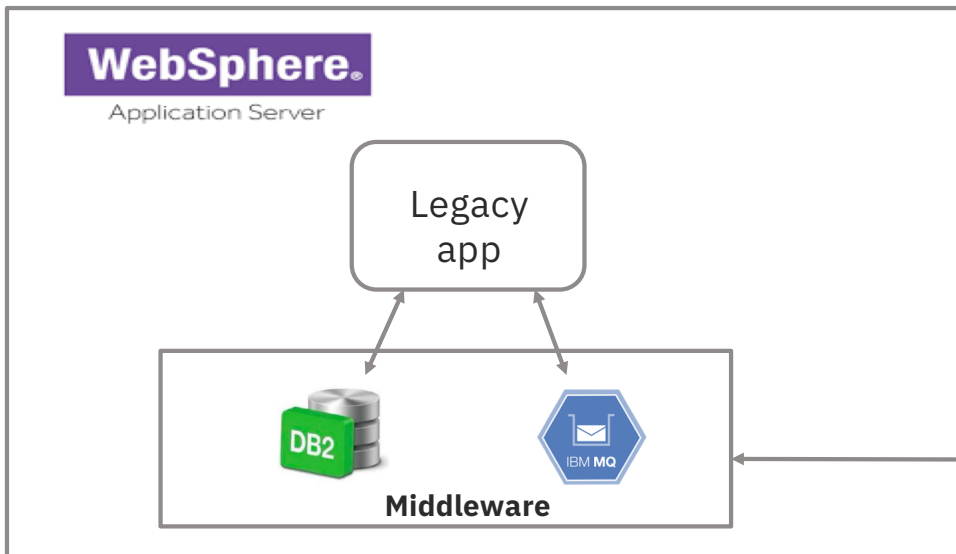 WebSphere®
Application Server
Legacy
app
DB2
IBM MQ
Middleware